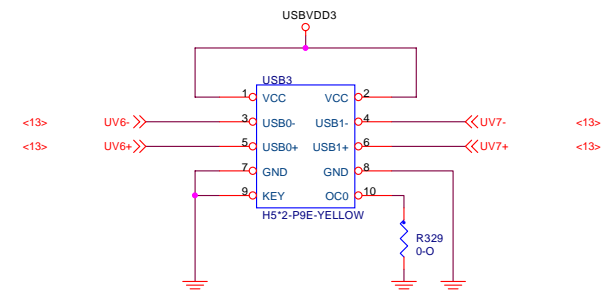 USBVDD3
USB3
1 VCC VCC 2
<13> UV6- 3 USB0- USB1- 4 UV7- <13>
<13> UV6+ 5 USB0+ USB1+ 6 UV7+ <13>
7 GND GND 8
9 KEY OC0 10
H5*2-P9E-YELLOW
R329
0-O